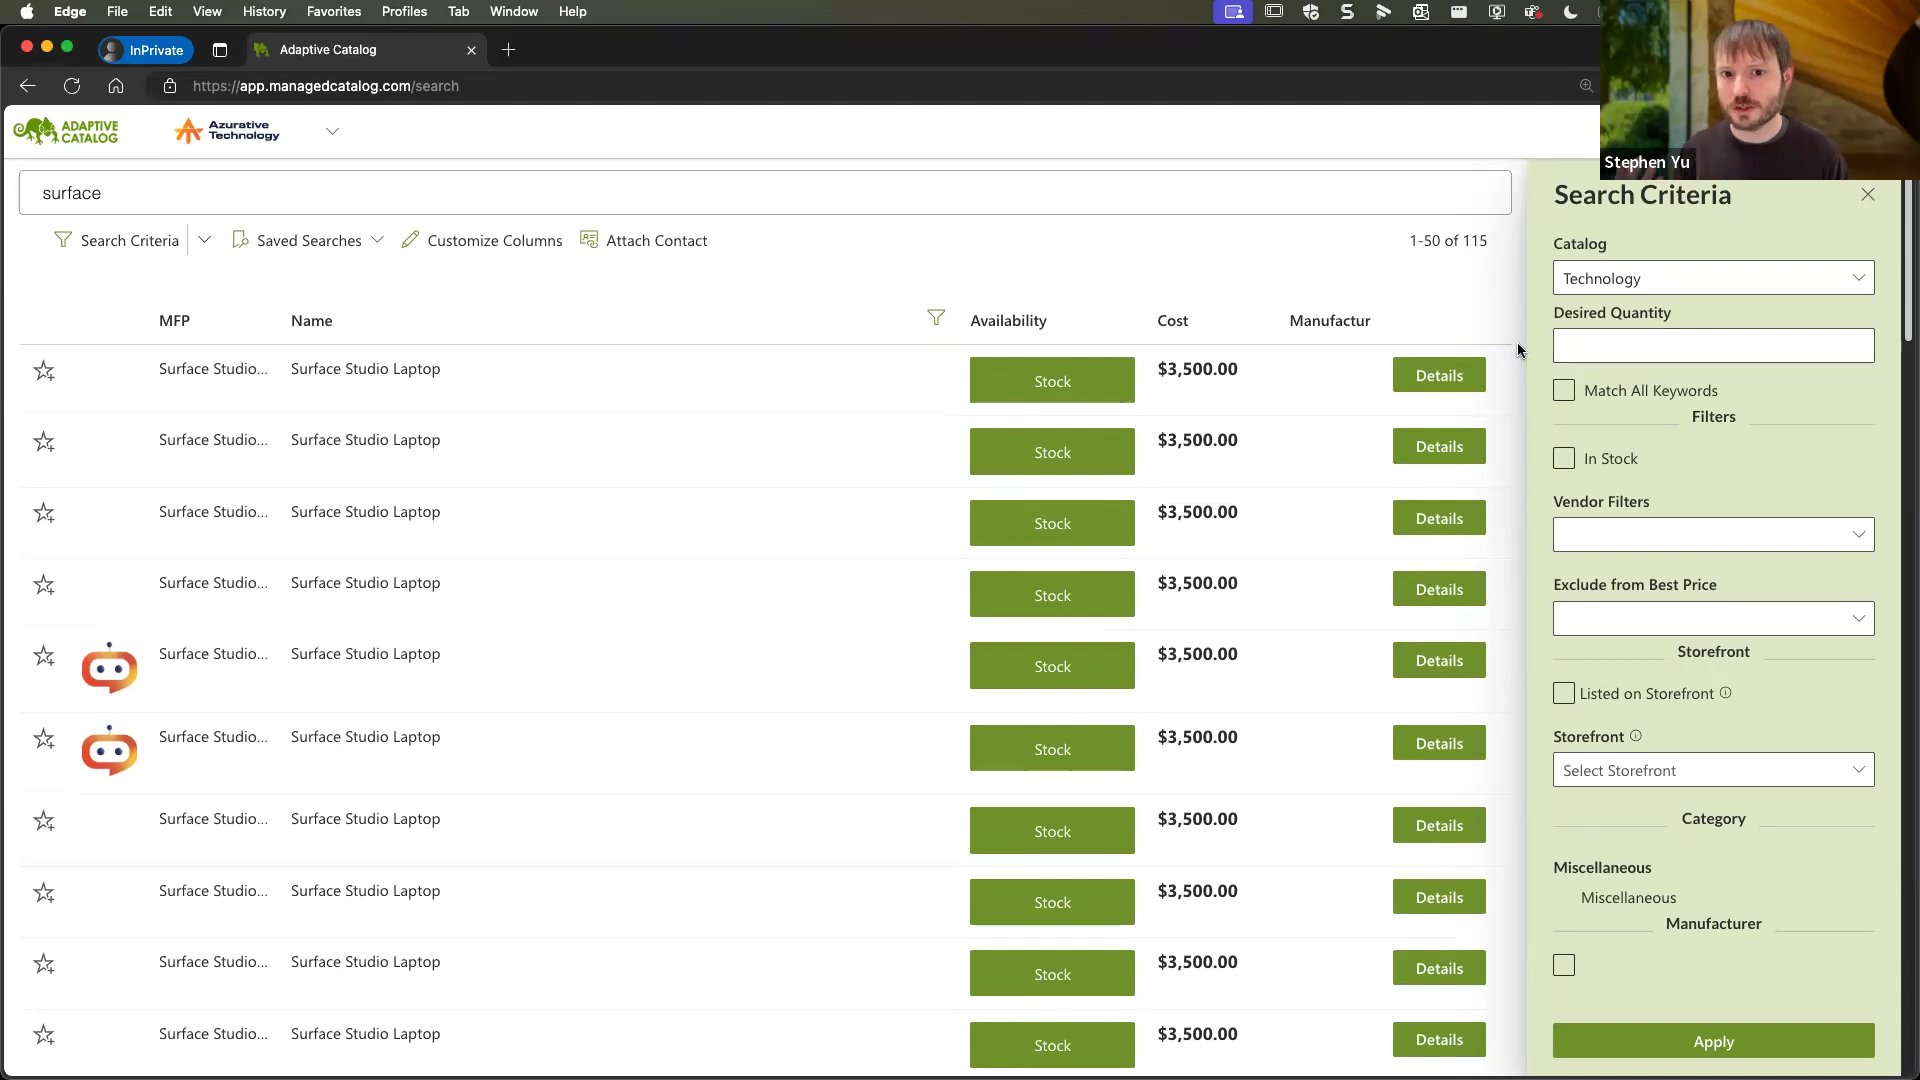 Edge File Edit View History Favorites Profiles Tab Window Help
InPrivate Adaptive Catalog
https://app.managedcatalog.com/search
ADAPTIVE CATALOG Azurative Technology
Stephen Yu
surface
Search Criteria Saved Searches Customize Columns Attach Contact 1-50 of 115
MFP Name Availability Cost Manufactur
Surface Studio... Surface Studio Laptop Stock $3,500.00 Details
Surface Studio... Surface Studio Laptop Stock $3,500.00 Details
Surface Studio... Surface Studio Laptop Stock $3,500.00 Details
Surface Studio... Surface Studio Laptop Stock $3,500.00 Details
Surface Studio... Surface Studio Laptop Stock $3,500.00 Details
Surface Studio... Surface Studio Laptop Stock $3,500.00 Details
Surface Studio... Surface Studio Laptop Stock $3,500.00 Details
Surface Studio... Surface Studio Laptop Stock $3,500.00 Details
Surface Studio... Surface Studio Laptop Stock $3,500.00 Details
Surface Studio... Surface Studio Laptop Stock $3,500.00 Details
Search Criteria
Catalog
Technology
Desired Quantity
Match All Keywords
Filters
In Stock
Vendor Filters
Exclude from Best Price
Storefront
Listed on Storefront
Storefront
Select Storefront
Category
Miscellaneous
Miscellaneous
Manufacturer
Apply